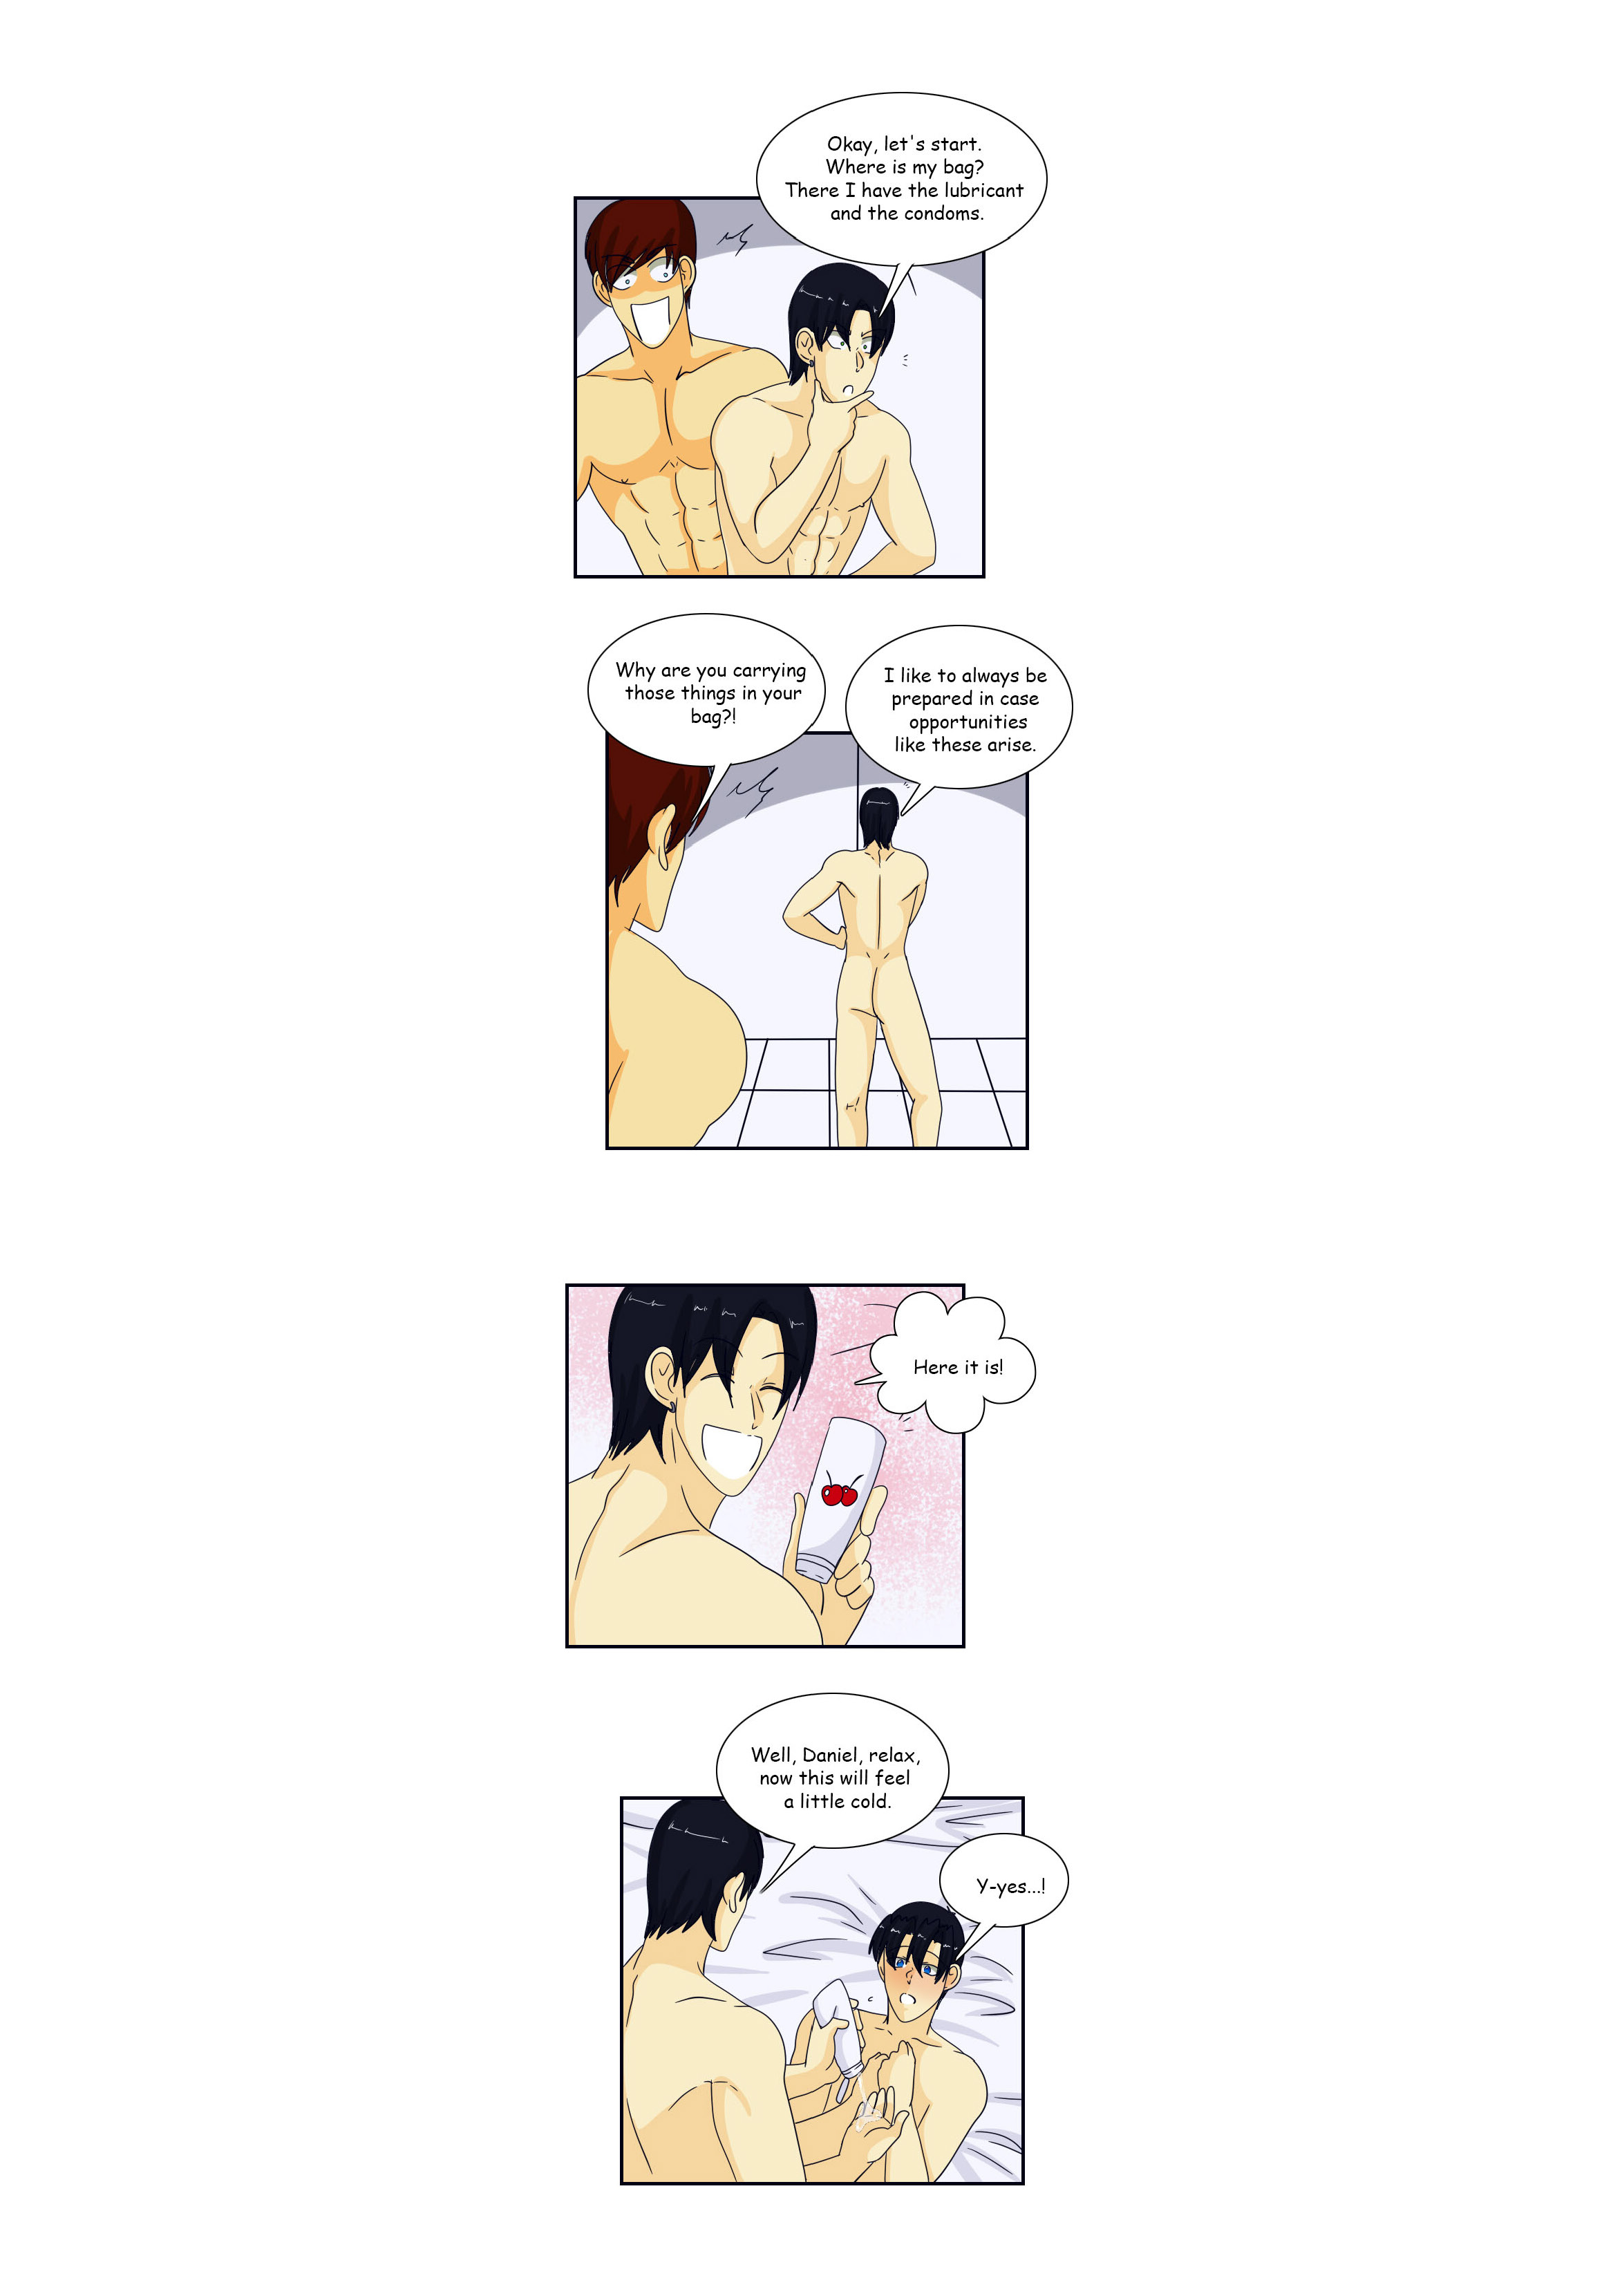 Okay, let's start.
Where is my bag?
There I have the lubricant
and the condoms.
Why are you carrying
those things in your
bag?!
I like to always be
prepared in case
opportunities
like these arise.
Here it is!
Well, Daniel, relax,
now this will feel
a little cold.
Y-yes...!